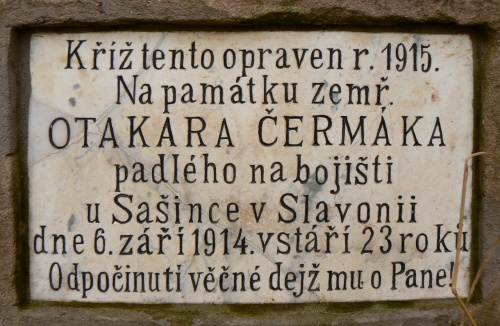 Kříž tento opraven r. 1915.
Na památku zemř.
OTAKARA ČERMÁKA
padlého na bojišti
u Sašince v Slavonii
dne 6. září 1914. v stáří 23 roků
Odpočinutí věčné dejž mu o Pane!